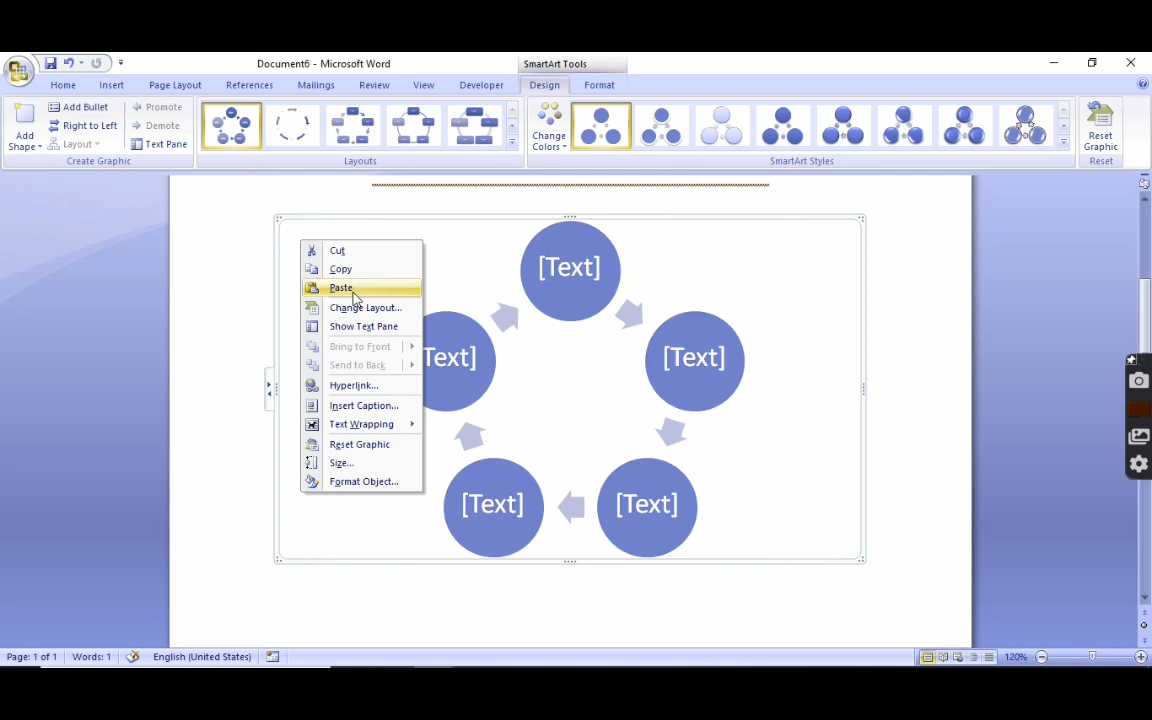 Document6 - Microsoft Word
SmartArt Tools
Home
Insert
Page Layout
References
Mailings
Review
View
Developer
Design
Format
Add Shape
Add Bullet
Right to Left
Layout
Promote
Demote
Text Pane
Create Graphic
Layouts
Change Colors
SmartArt Styles
Reset Graphic
Reset
Cut
Copy
Paste
Change Layout...
Show Text Pane
Bring to Front
Send to Back
Hyperlink...
Insert Caption...
Text Wrapping
Reset Graphic
Size...
Format Object...
[Text]
Text]
[Text]
[Text]
[Text]
Page: 1 of 1
Words: 1
English (United States)
120%